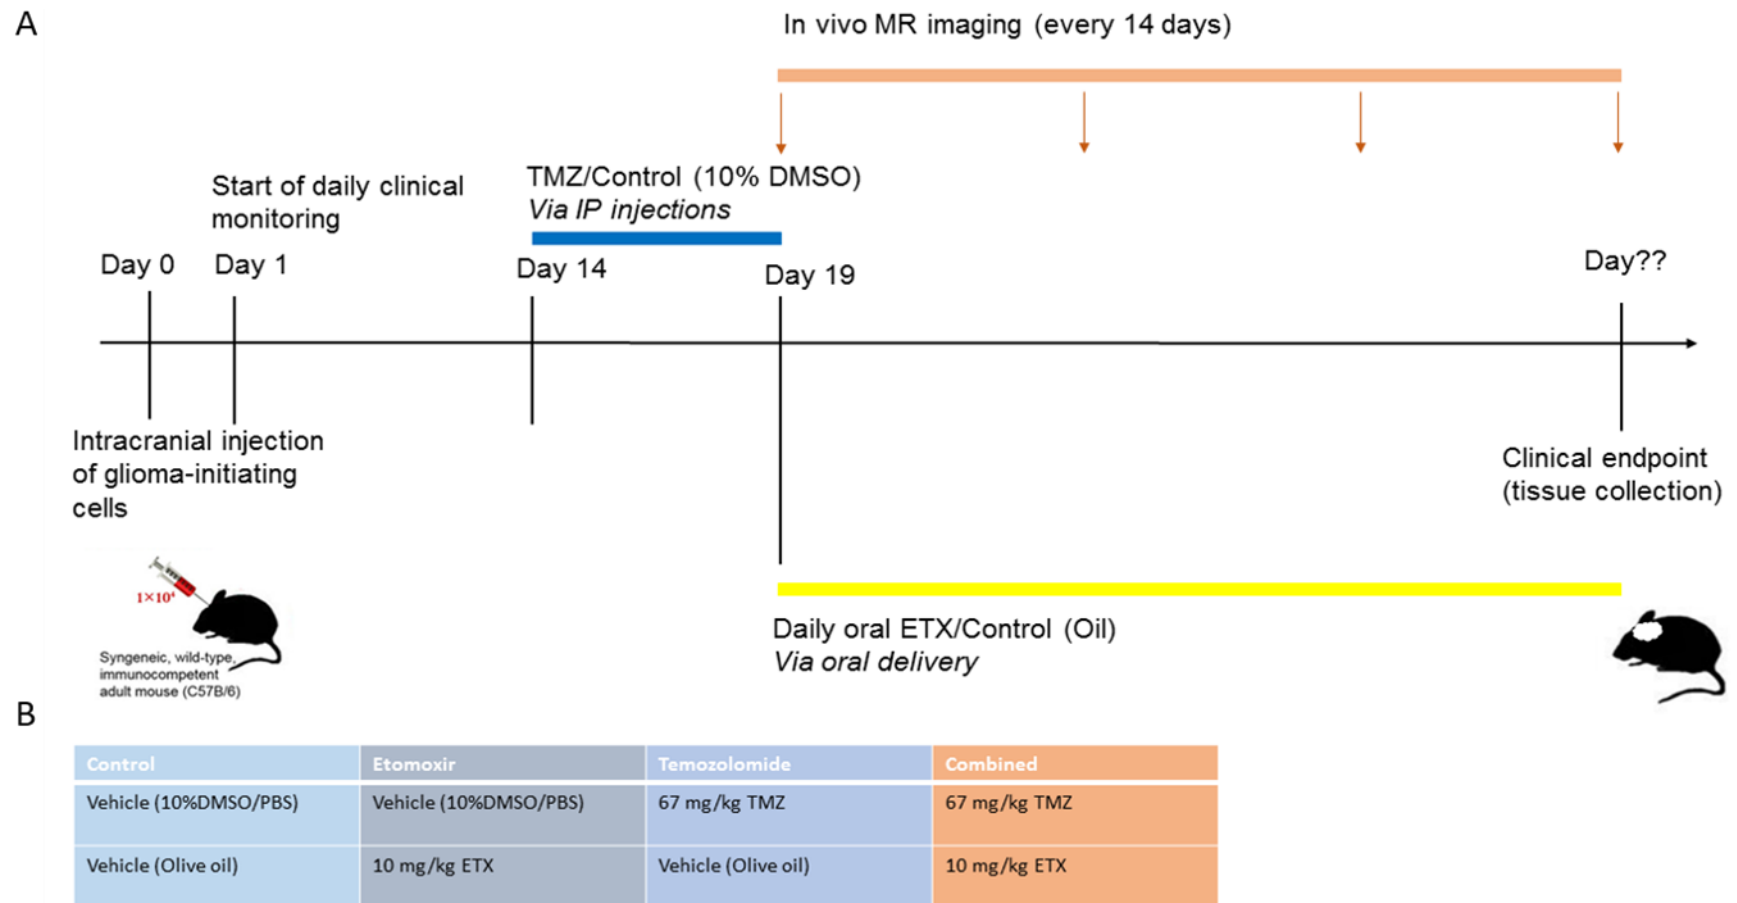 A
In vivo MR imaging (every 14 days)
Start of daily clinical
monitoring
TMZ/Control (10% DMSO)
Via IP injections
Day 0
Day 1
Day 14
Day 19
Day??
Intracranial injection
of glioma-initiating
cells
Clinical endpoint
(tissue collection)
1×10⁴
Syngeneic, wild-type,
immunocompetent
adult mouse (C57B/6)
Daily oral ETX/Control (Oil)
Via oral delivery
B
Control Etomoxir Temozolomide Combined
Vehicle (10%DMSO/PBS) Vehicle (10%DMSO/PBS) 67 mg/kg TMZ 67 mg/kg TMZ
Vehicle (Olive oil) 10 mg/kg ETX Vehicle (Olive oil) 10 mg/kg ETX